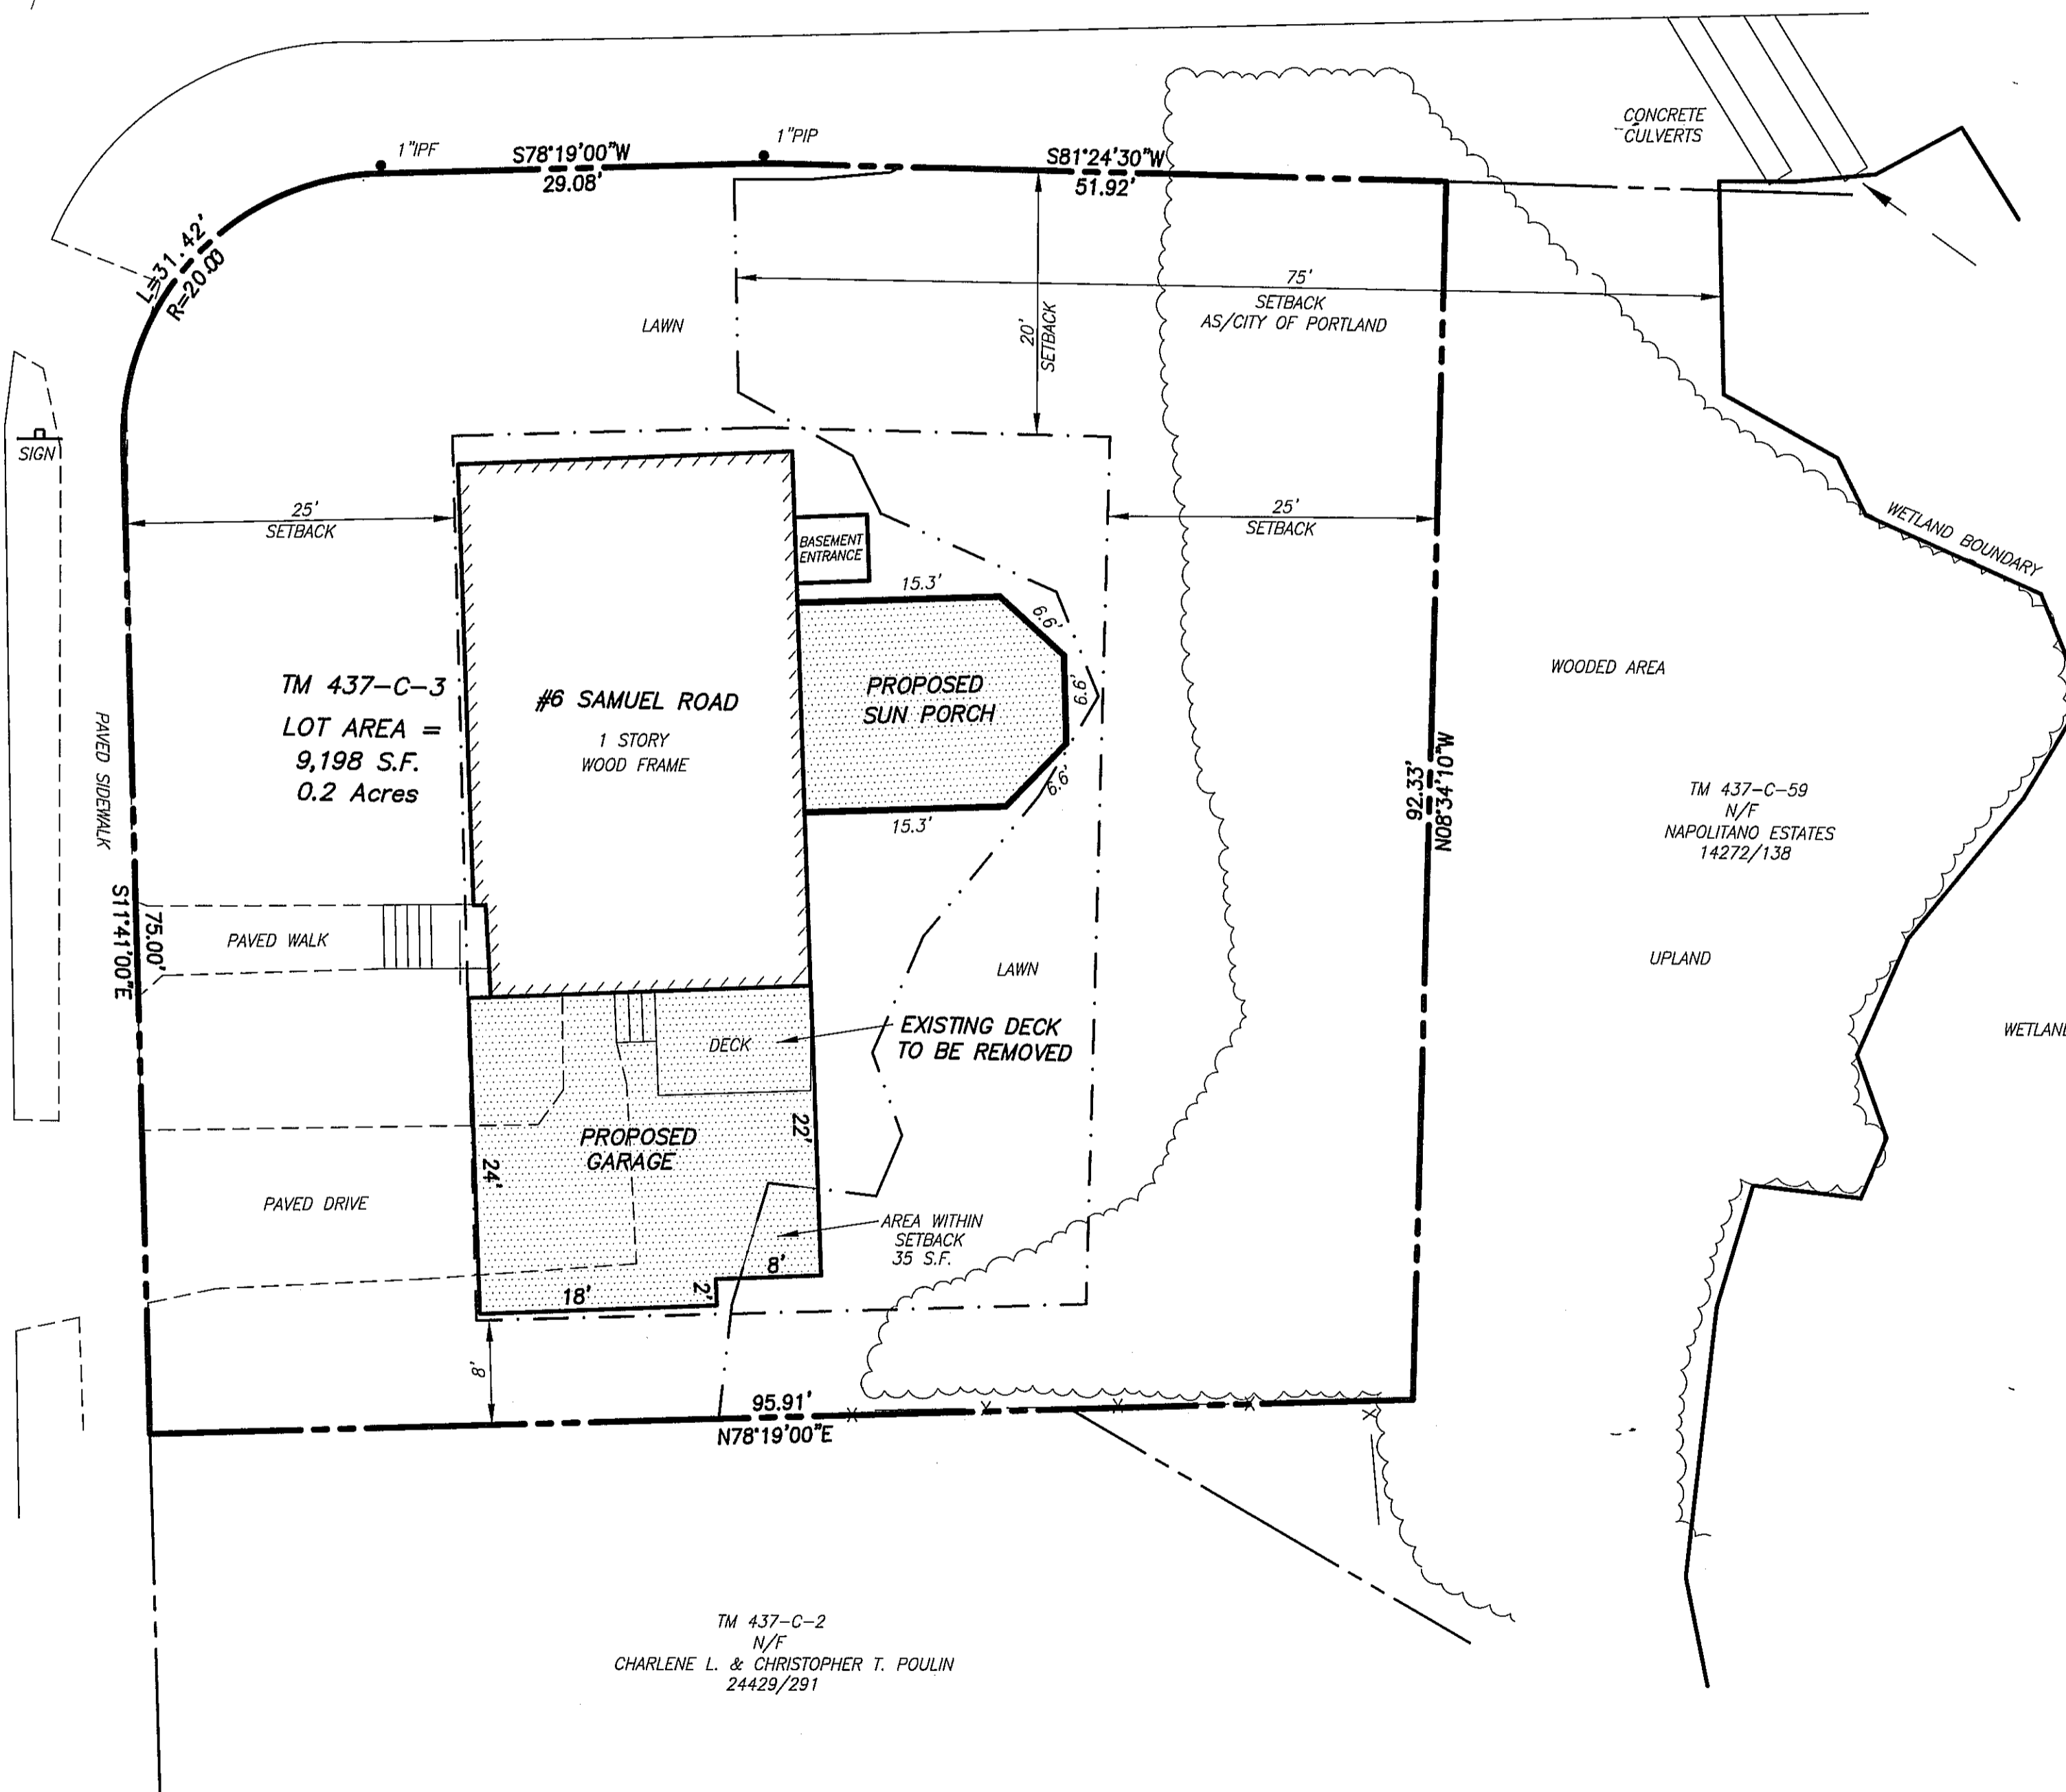 CONCRETE
CULVERTS
1"IPF
1"PIP
S78°19'00"W
29.08'
S81°24'30"W
51.92'
L=31.42'
R=20.00
LAWN
20'
SETBACK
75'
SETBACK
AS/CITY OF PORTLAND
SIGN
25'
SETBACK
25'
SETBACK
WETLAND BOUNDARY
BASEMENT
ENTRANCE
15.3'
6.6'
6.6'
6.6'
15.3'
PROPOSED
SUN PORCH
WOODED AREA
TM 437-C-3
LOT AREA =
9,198 S.F.
0.2 Acres
#6 SAMUEL ROAD
1 STORY
WOOD FRAME
PAVED SIDEWALK
92.33'
N08°34'10"W
TM 437-C-59
N/F
NAPOLITANO ESTATES
14272/138
S11°41'00"E
75.00'
PAVED WALK
LAWN
UPLAND
WETLAND
DECK
EXISTING DECK
TO BE REMOVED
PROPOSED
GARAGE
22'
24'
PAVED DRIVE
AREA WITHIN
SETBACK
35 S.F.
8'
2'
18'
8'
95.91'
N78°19'00"E
TM 437-C-2
N/F
CHARLENE L. & CHRISTOPHER T. POULIN
24429/291